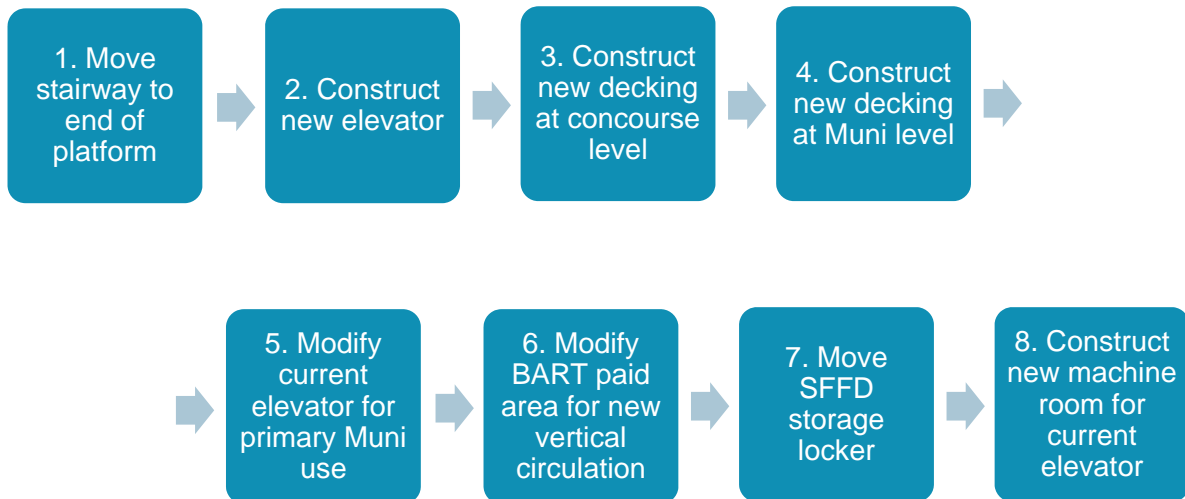 1. Move
stairway to
end of
platform
2. Construct
new elevator
3. Construct
new decking
at concourse
level
4. Construct
new decking
at Muni level
5. Modify
current
elevator for
primary Muni
use
6. Modify
BART paid
area for new
vertical
circulation
7. Move
SFFD
storage
locker
8. Construct
new machine
room for
current
elevator